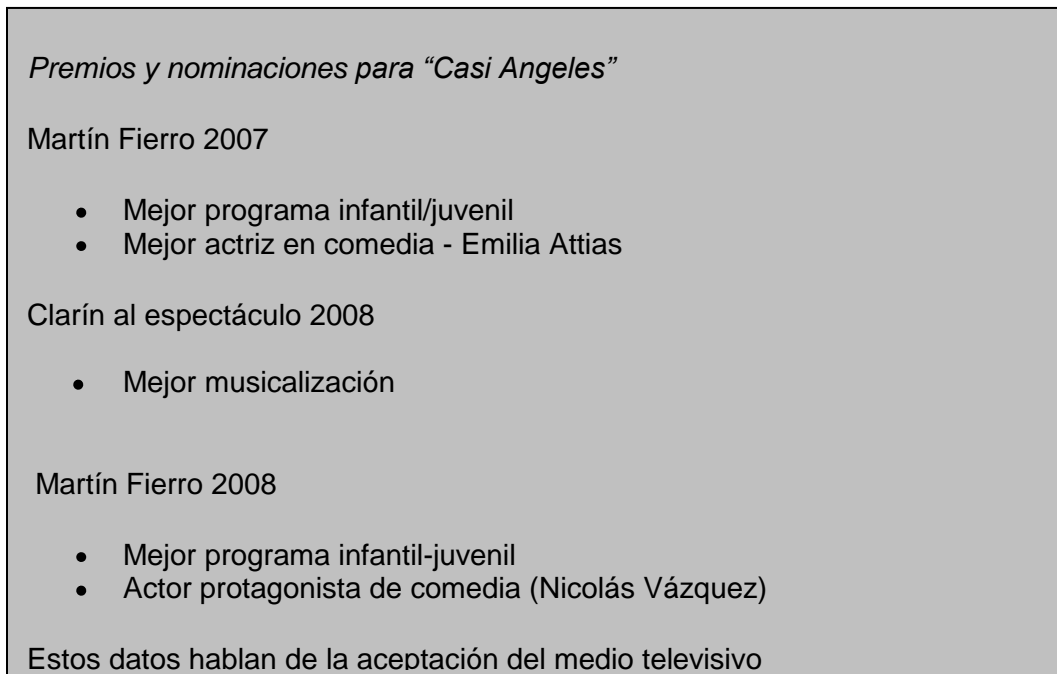 Premios y nominaciones para “Casi Angeles”
Martín Fierro 2007
• Mejor programa infantil/juvenil
• Mejor actriz en comedia - Emilia Attias
Clarín al espectáculo 2008
• Mejor musicalización
Martín Fierro 2008
• Mejor programa infantil-juvenil
• Actor protagonista de comedia (Nicolás Vázquez)
Estos datos hablan de la aceptación del medio televisivo